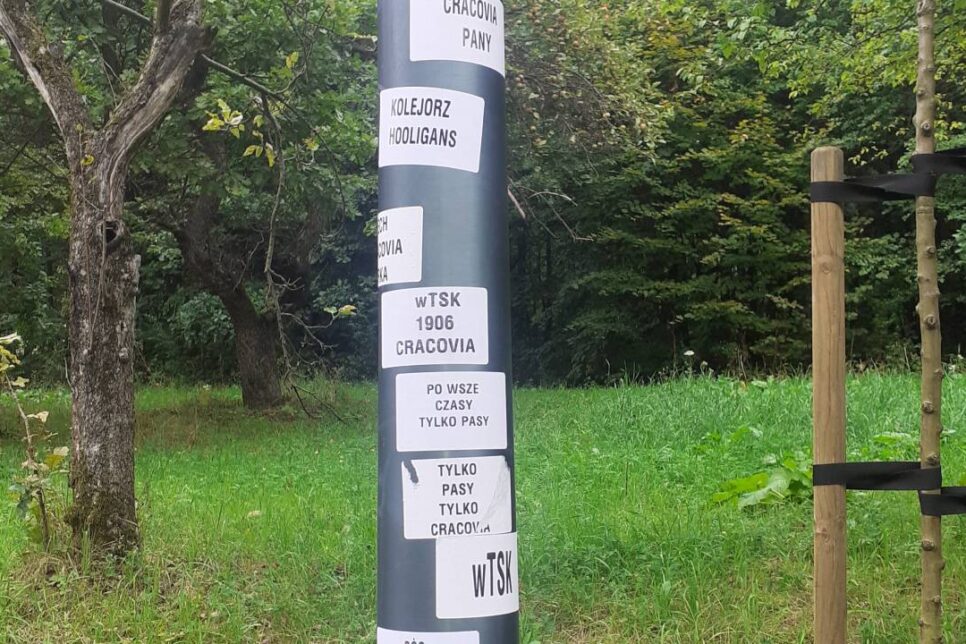 CRACOVIA
PANY
KOLEJORZ
HOOLIGANS
wTSK
1906
CRACOVIA
PO WSZE
CZASY
TYLKO PASY
TYLKO
PASY
TYLKO
CRACOVIA
wTSK